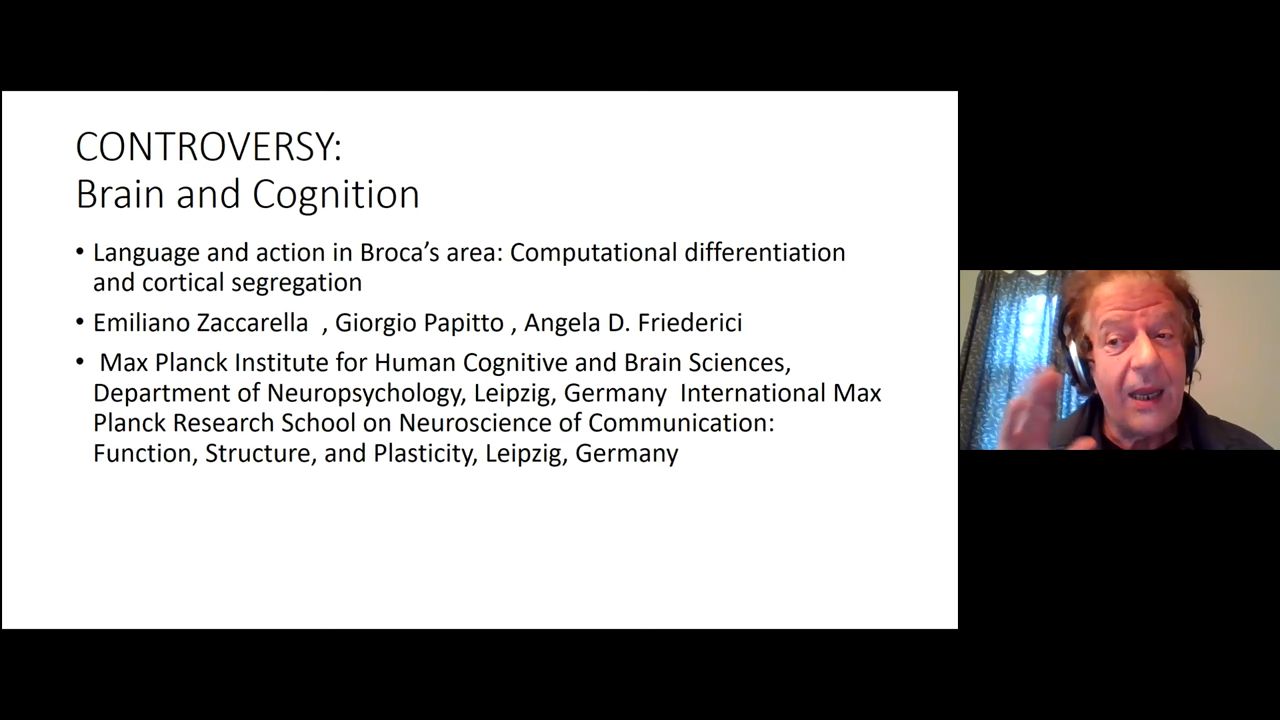 CONTROVERSY:
Brain and Cognition
• Language and action in Broca’s area: Computational differentiation
and cortical segregation
• Emiliano Zaccarella , Giorgio Papitto , Angela D. Friederici
• Max Planck Institute for Human Cognitive and Brain Sciences,
Department of Neuropsychology, Leipzig, Germany International Max
Planck Research School on Neuroscience of Communication:
Function, Structure, and Plasticity, Leipzig, Germany